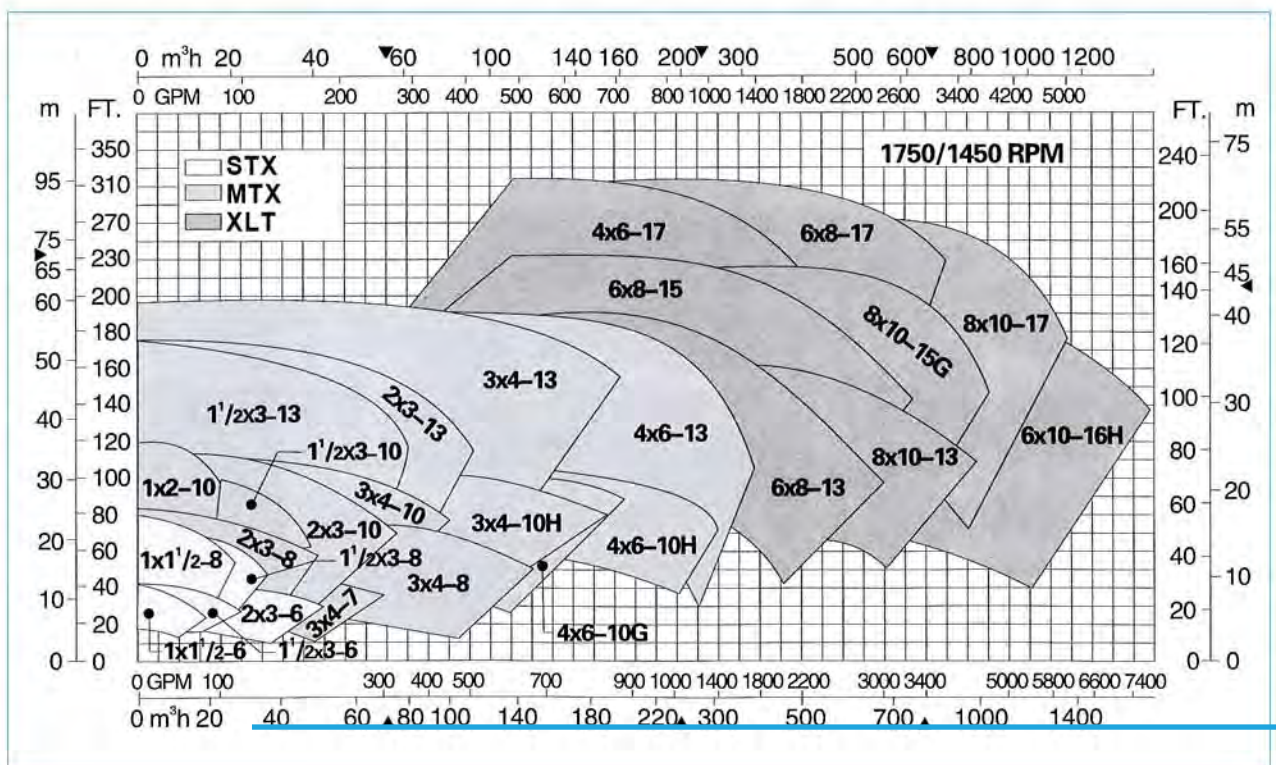 0 m³h 20 40 60 100 140 160 200 300 500 600 800 1000 1200
0 GPM 100 200 300 400 500 600 700 800 1000 1400 1800 2200 2600 3400 4200 5000
m FT. FT. m
350
95 310
270
75
65 230
60 200
180
50 160
140
40 120
30 100
80
20 60
40
10 20
0 0
STX
MTX
XLT
1750/1450 RPM
240 75
200
55
160
45
140
40
120
100 30
80
60 20
40
10
20
0 0
4x6–17
6x8–17
6x8–15
8x10–15G
8x10–17
3x4–13
2x3–13
1¹/2x3–13
4x6–13
6x10–16H
1¹/2x3–10
8x10–13
6x8–13
1x2–10
3x4–10
3x4–10H
2x3–10
4x6–10H
2x3–8
1¹/2x3–8
1x1¹/2–8
3x4–8
2x3–6
3x4–7
4x6–10G
1x1¹/2–6
1¹/2x3–6
0 GPM 100 300 400 500 700 900 1000 1400 1800 2200 3000 3400 5000 5800 6600 7400
0 m³h 20 40 60 80 100 140 180 220 300 500 700 1000 1400